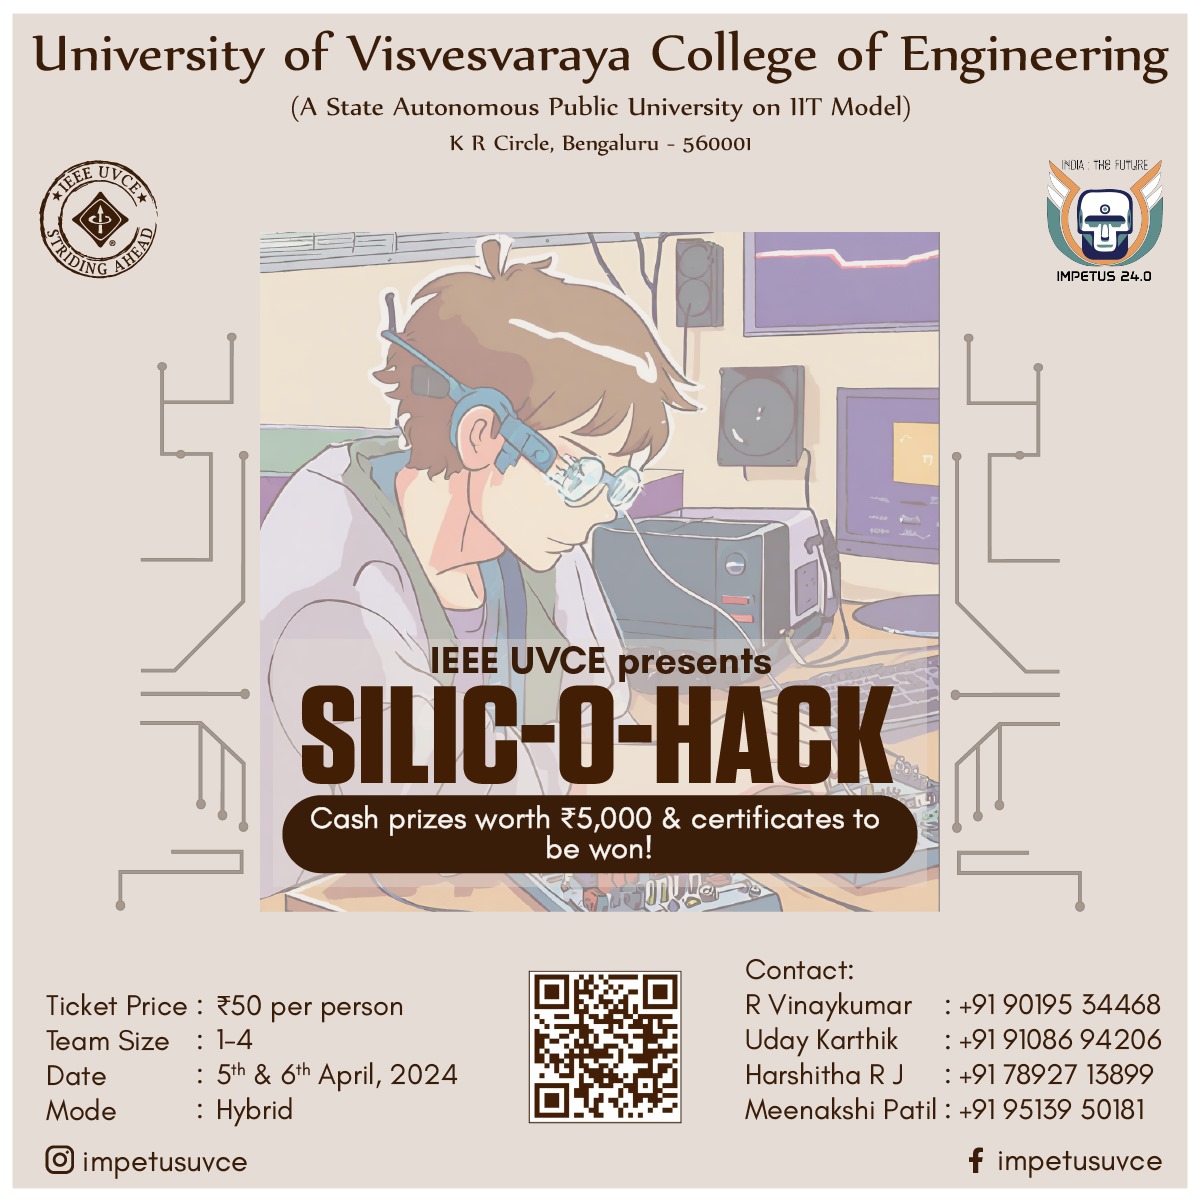 University of Visvesvaraya College of Engineering
(A State Autonomous Public University on IIT Model)
K R Circle, Bengaluru - 560001
IEEE UVCE
STRIDING AHEAD
INDIA : THE FUTURE
IMPETUS 24.0
IEEE UVCE presents
SILIC-O-HACK
Cash prizes worth ₹5,000 & certificates to
be won!
Ticket Price : ₹50 per person
Team Size : 1-4
Date : 5th & 6th April, 2024
Mode : Hybrid
impetusuvce
Contact:
R Vinaykumar : +91 90195 34468
Uday Karthik : +91 91086 94206
Harshitha R J : +91 78927 13899
Meenakshi Patil : +91 95139 50181
impetusuvce